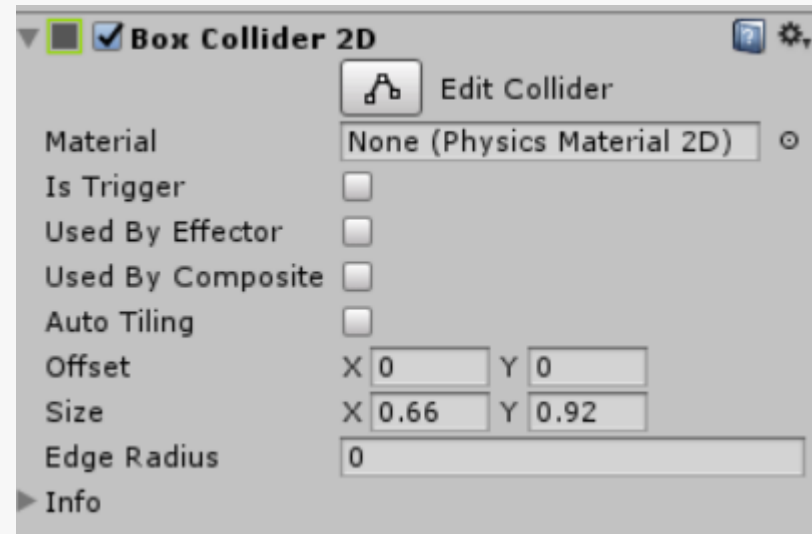 Box Collider 2D
Edit Collider
Material None (Physics Material 2D)
Is Trigger
Used By Effector
Used By Composite
Auto Tiling
Offset X 0 Y 0
Size X 0.66 Y 0.92
Edge Radius 0
Info